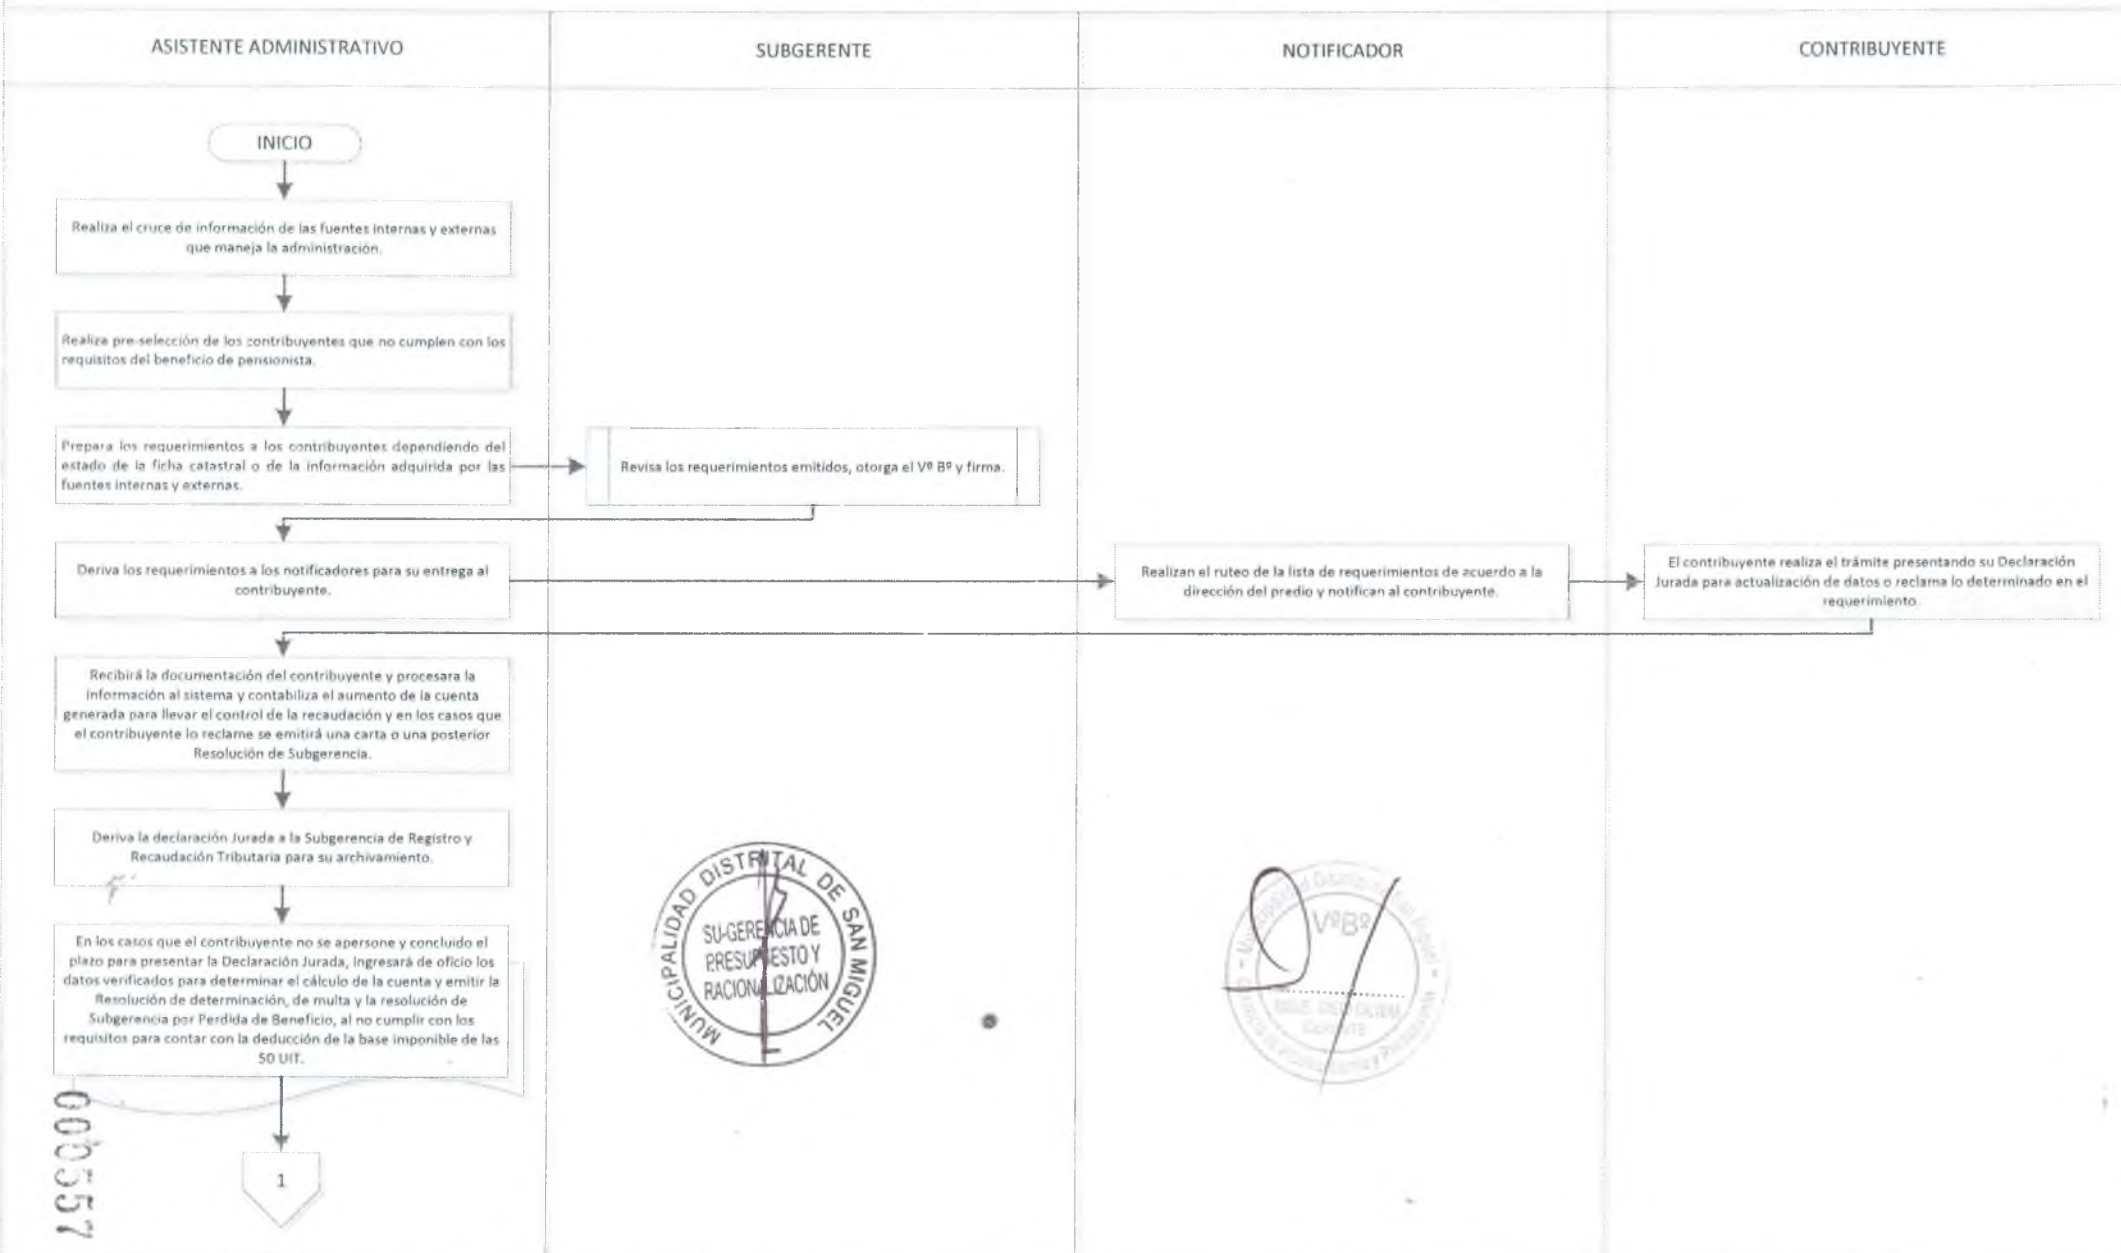 ASISTENTE ADMINISTRATIVO
SUBGERENTE
NOTIFICADOR
CONTRIBUYENTE
INICIO
Realiza el cruce de información de las fuentes internas y externas
que maneja la administración.
Realiza pre-selección de los contribuyentes que no cumplen con los
requisitos del beneficio de pensionista.
Prepara los requerimientos a los contribuyentes dependiendo del
estado de la ficha catastral o de la información adquirida por las
fuentes internas y externas.
Revisa los requerimientos emitidos, otorga el Vº Bº y firma.
Deriva los requerimientos a los notificadores para su entrega al
contribuyente.
Realizan el ruteo de la lista de requerimientos de acuerdo a la
dirección del predio y notifican al contribuyente.
El contribuyente realiza el trámite presentando su Declaración
Jurada para actualización de datos o reclama lo determinado en el
requerimiento.
Recibirá la documentación del contribuyente y procesara la
información al sistema y contabiliza el aumento de la cuenta
generada para llevar el control de la recaudación y en los casos que
el contribuyente lo reclame se emitirá una carta o una posterior
Resolución de Subgerencia.
Deriva la declaración Jurada a la Subgerencia de Registro y
Recaudación Tributaria para su archivamiento.
En los casos que el contribuyente no se apersone y concluido el
plazo para presentar la Declaración Jurada, Ingresará de oficio los
datos verificados para determinar el cálculo de la cuenta y emitir la
Resolución de determinación, de multa y la resolución de
Subgerencia por Perdida de Beneficio, al no cumplir con los
requisitos para contar con la deducción de la base imponible de las
50 UIT.
1
000557
MUNICIPALIDAD DISTRITAL DE SAN MIGUEL
SU-GERENCIA DE
PRESUPUESTO Y
RACIONALIZACIÓN
VºBº